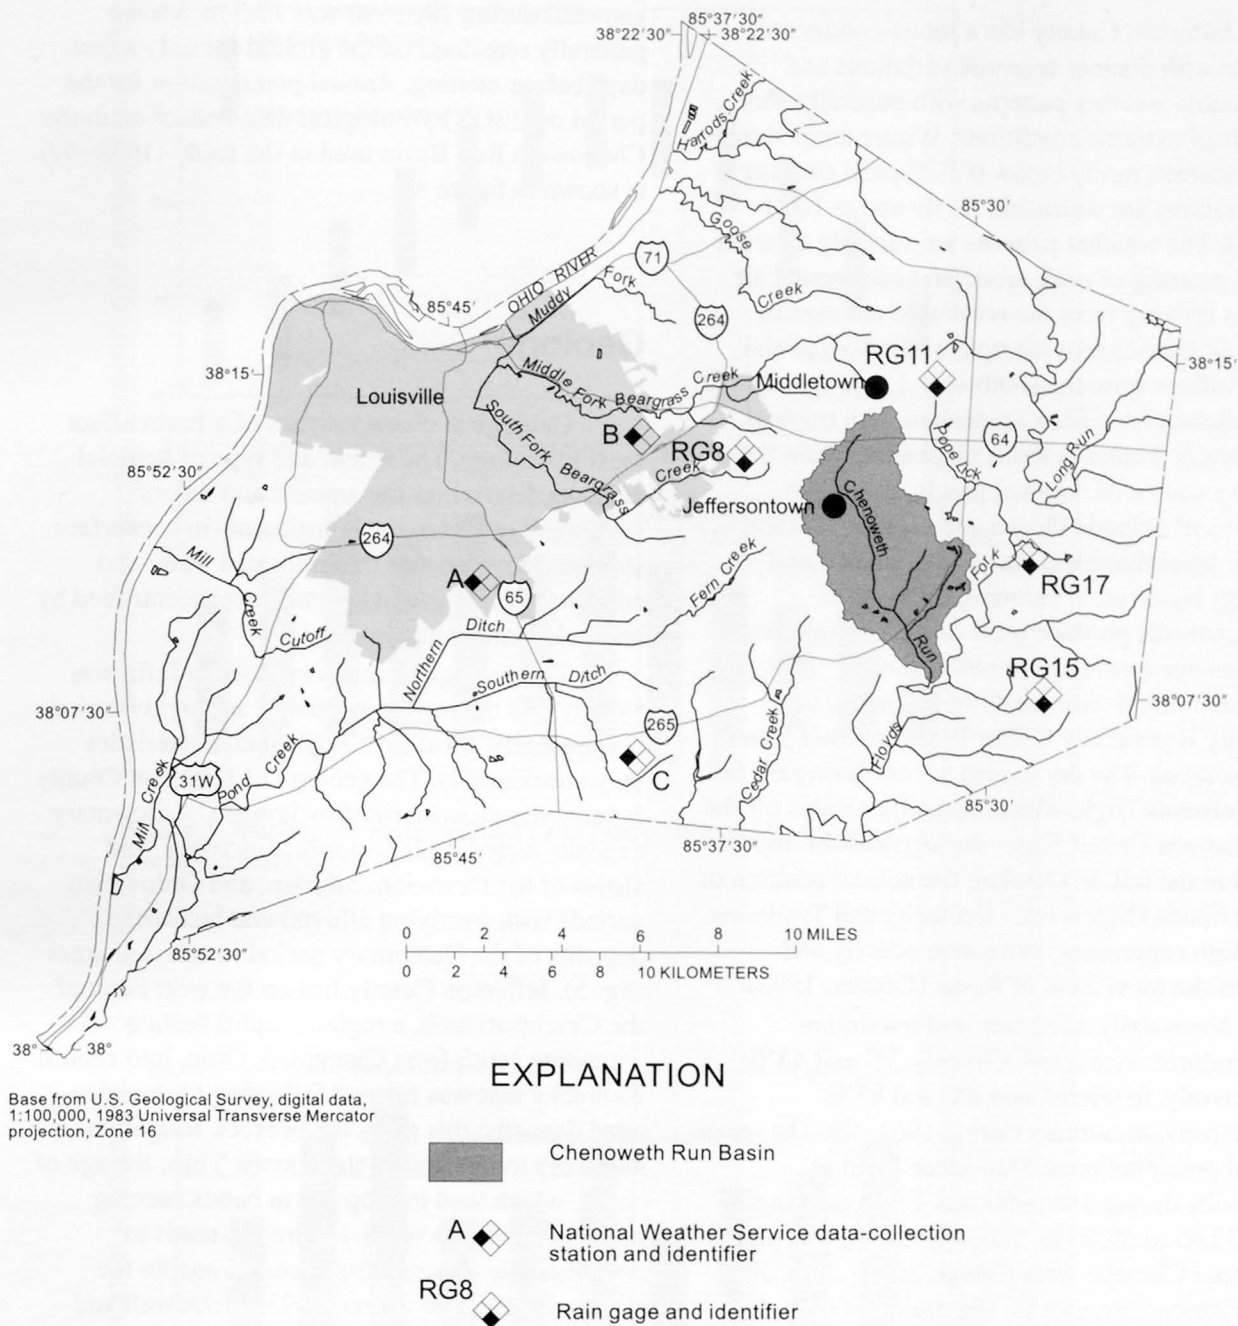 85°37'30"
38°22'30"
38°22'30"
Harrods Creek
85°30'
Goose
Creek
71
OHIO RIVER
Muddy
Fork
85°45'
264
RG11
38°15'
38°15'
Middletown
Middle Fork Beargrass Creek
Louisville
B
RG8
South Fork Beargrass Creek
64
Pope Lick
Long Run
85°52'30"
Jeffersontown
Chenoweth
Run
264
Mill
Creek
A
65
Fern Creek
Fork
RG17
Cutoff
Northern Ditch
Southern Ditch
RG15
38°07'30"
38°07'30"
265
Cedar Creek
Floyds
C
31W
Pond Creek
Mill Creek
85°30'
85°45'
85°37'30"
85°52'30"
0 2 4 6 8 10 MILES
0 2 4 6 8 10 KILOMETERS
38°
38°
EXPLANATION
Base from U.S. Geological Survey, digital data,
1:100,000, 1983 Universal Transverse Mercator
projection, Zone 16
Chenoweth Run Basin
A
National Weather Service data-collection
station and identifier
RG8
Rain gage and identifier